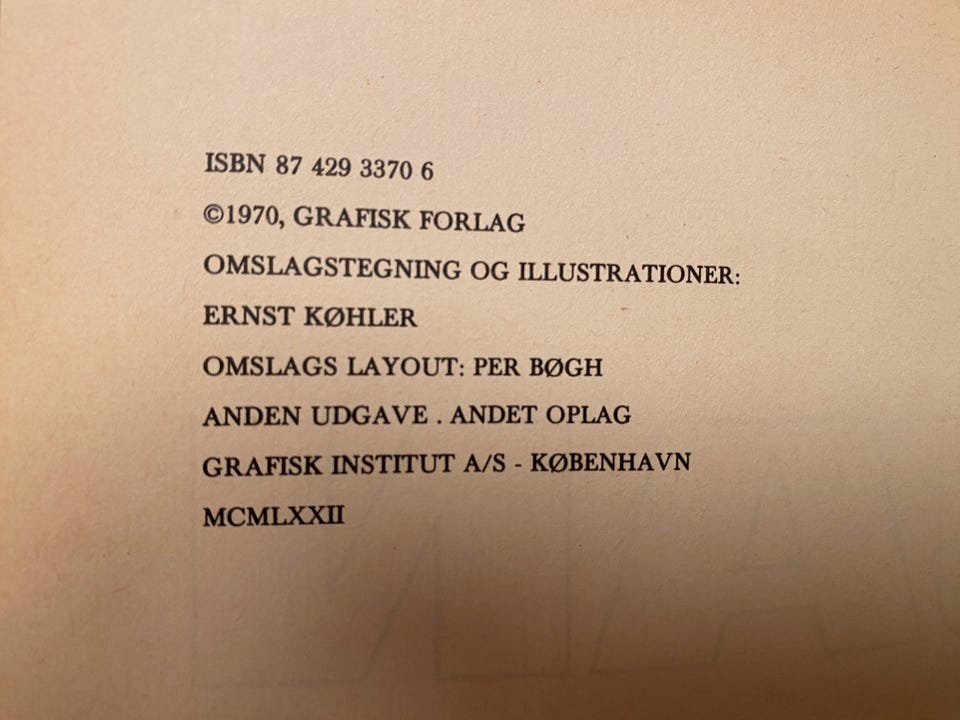 ISBN 87 429 3370 6
©1970, GRAFISK FORLAG
OMSLAGSTEGNING OG ILLUSTRATIONER:
ERNST KØHLER
OMSLAGS LAYOUT: PER BØGH
ANDEN UDGAVE . ANDET OPLAG
GRAFISK INSTITUT A/S - KØBENHAVN
MCMLXXII